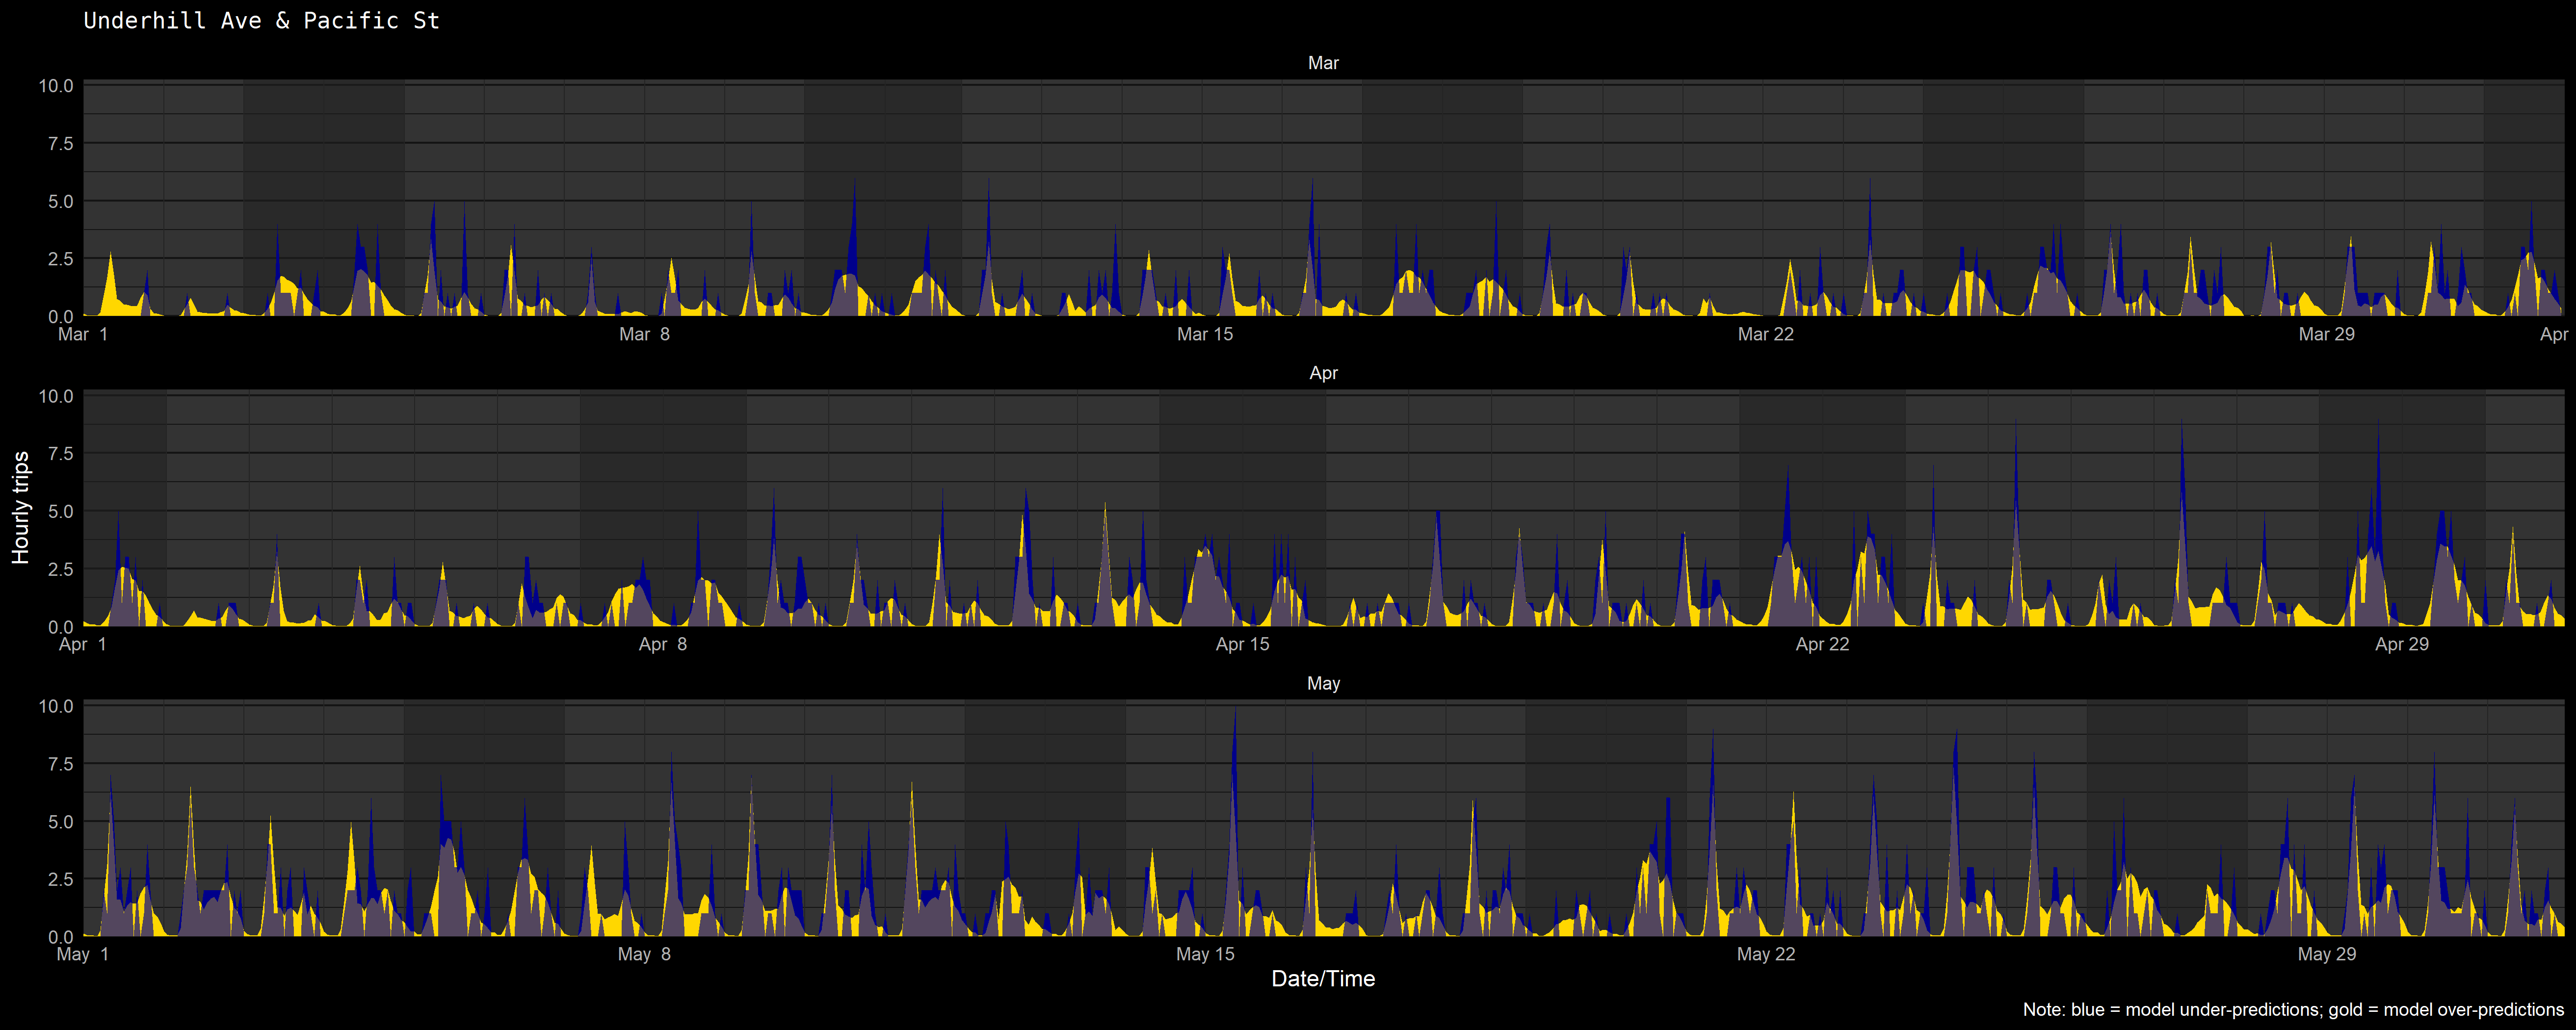 Underhill Ave & Pacific St
Mar
10.0
7.5
5.0
2.5
0.0
Mar 1 Mar 8 Mar 15 Mar 22 Mar 29 Apr
Apr
10.0
7.5
5.0
2.5
0.0
Apr 1 Apr 8 Apr 15 Apr 22 Apr 29
Hourly trips
May
10.0
7.5
5.0
2.5
0.0
May 1 May 8 May 15 May 22 May 29
Date/Time
Note: blue = model under-predictions; gold = model over-predictions